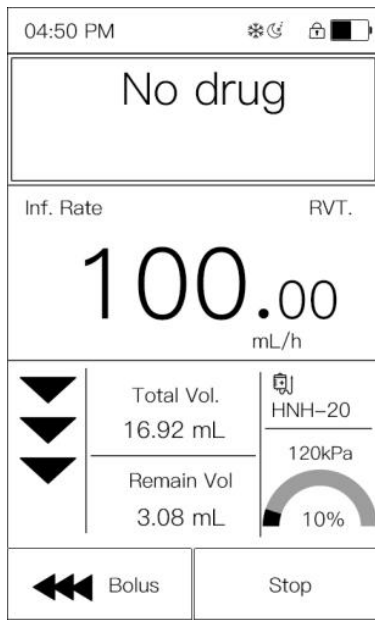 04:50 PM
No drug
Inf. Rate
RVT.
100.00
mL/h
Total Vol.
16.92 mL
Remain Vol
3.08 mL
HNH-20
120kPa
10%
Bolus
Stop